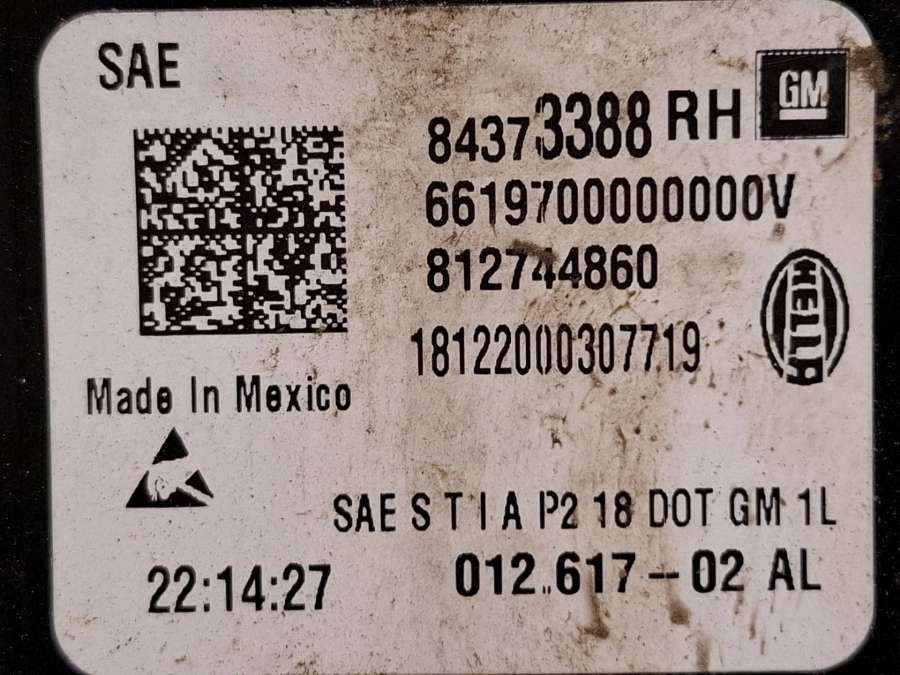 SAE
84373388 RH
GM
6619700000000V
812744860
18122000307719
HELLA
Made In Mexico
SAE S T I A P2 18 DOT GM 1L
22:14:27
012.617-02 AL